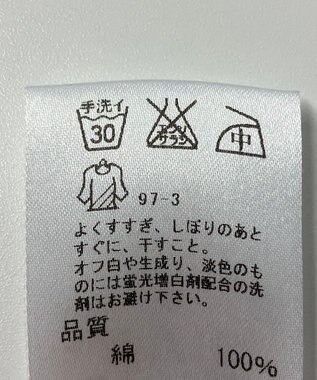 手洗イ
30
エンソ
サラシ
中
97-3
よくすすぎ、しぼりのあと
すぐに、干すこと。
オフ白や生成り、淡色のも
のには蛍光増白剤配合の洗
剤はお避け下さい。
品質
綿 100%